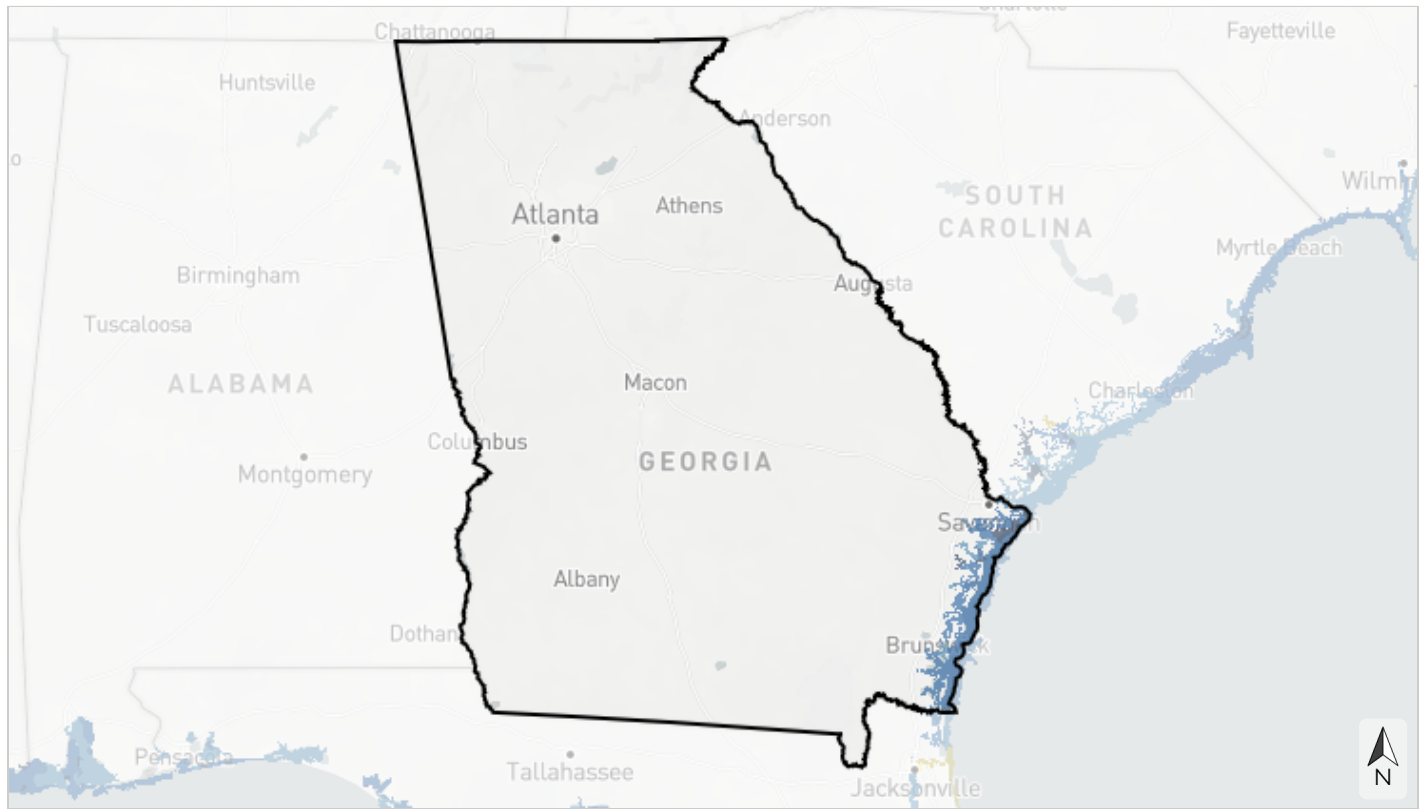 Chattanooga
Fayetteville
Huntsville
Anderson
o
Wilmin
SOUTH
CAROLINA
Atlanta
Athens
Myrtle Beach
Birmingham
Augusta
Tuscaloosa
ALABAMA
Macon
Charleston
Columbus
GEORGIA
Montgomery
Savannah
Albany
Dothan
Brunswick
Pensacola
Tallahassee
Jacksonville
N